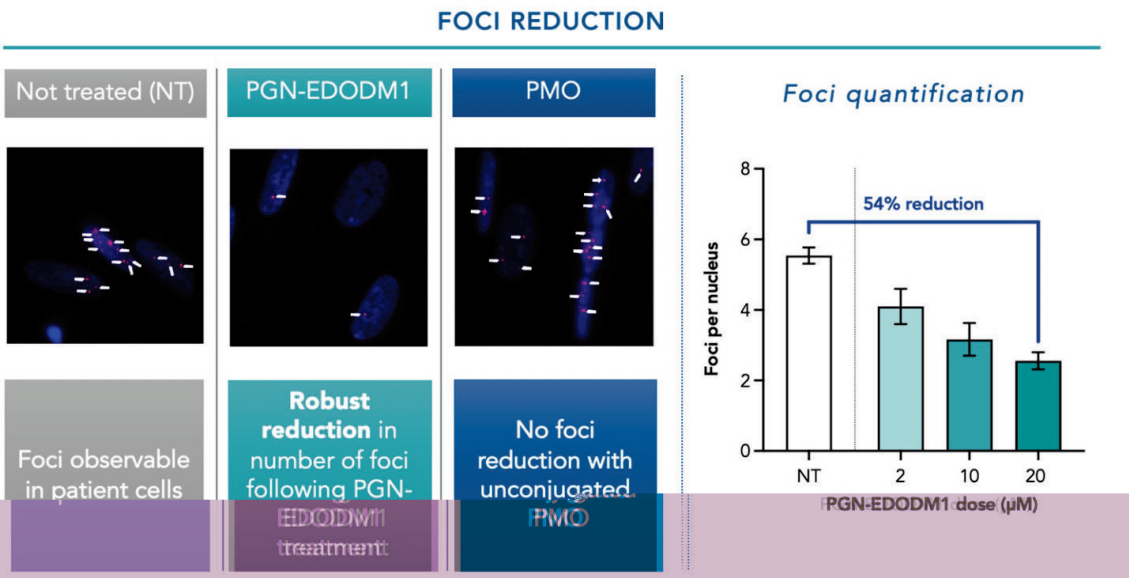 FOCI REDUCTION
Not treated (NT)
PGN-EDODM1
PMO
Foci quantification
Foci observable
in patient cells
Robust
reduction in
number of foci
following PGN-
EDODM1
treatment
No foci
reduction with
unconjugated
PMO
8
6
4
2
0
Foci per nucleus
54% reduction
NT
2
10
20
PGN-EDODM1 dose (µM)